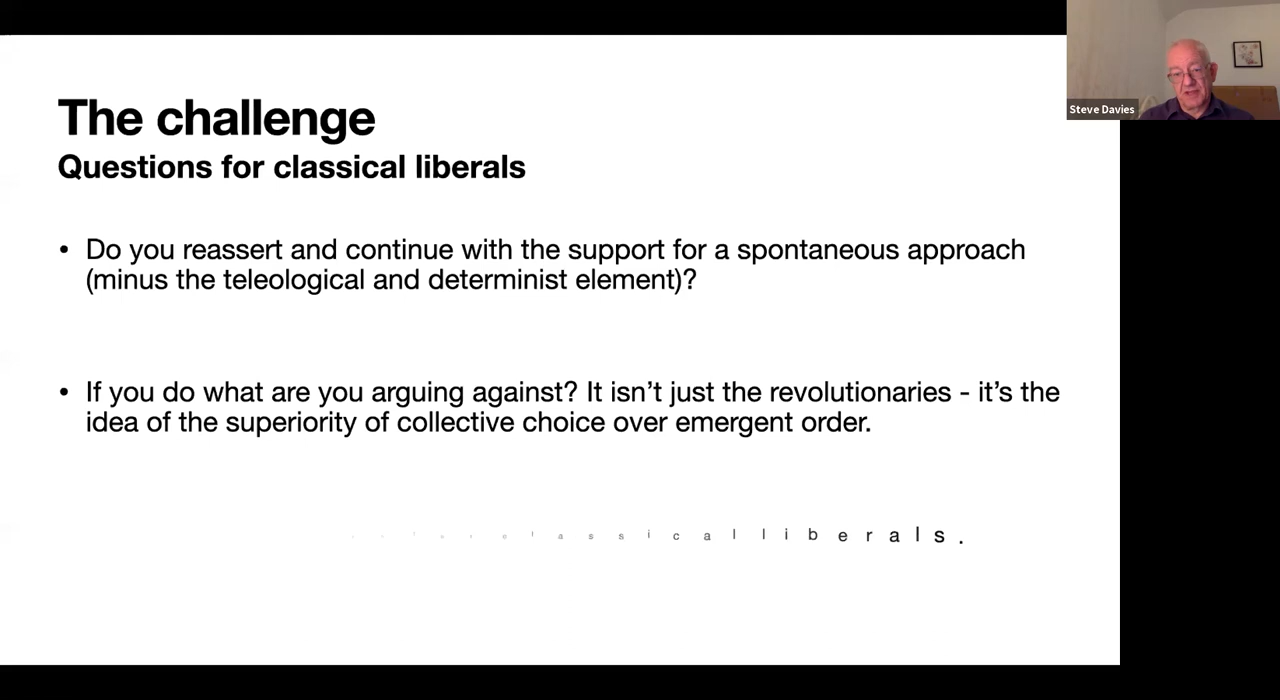 Steve Davies
The challenge
Questions for classical liberals
• Do you reassert and continue with the support for a spontaneous approach
(minus the teleological and determinist element)?
• If you do what are you arguing against? It isn’t just the revolutionaries - it’s the
idea of the superiority of collective choice over emergent order.
c l a s s i c a l l i b e r a l s .